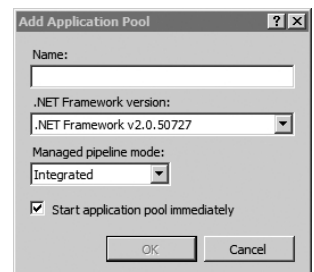 Add Application Pool
Name:
.NET Framework version:
.NET Framework v2.0.50727
Managed pipeline mode:
Integrated
Start application pool immediately
OK
Cancel